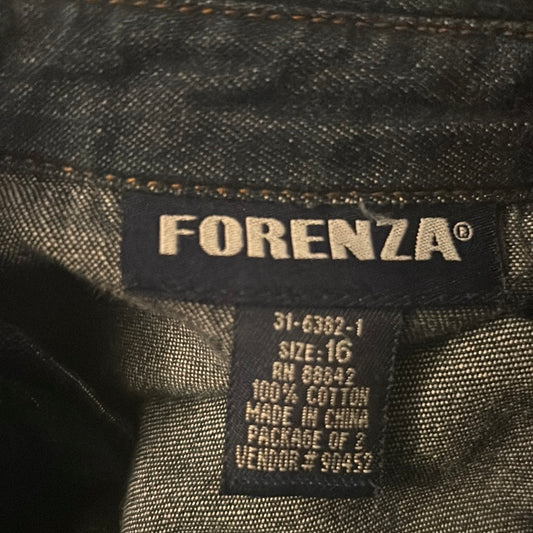 FORENZA®
31-6382-1
SIZE: 16
RN 88842
100% COTTON
MADE IN CHINA
PACKAGE OF 2
VENDOR # 90452